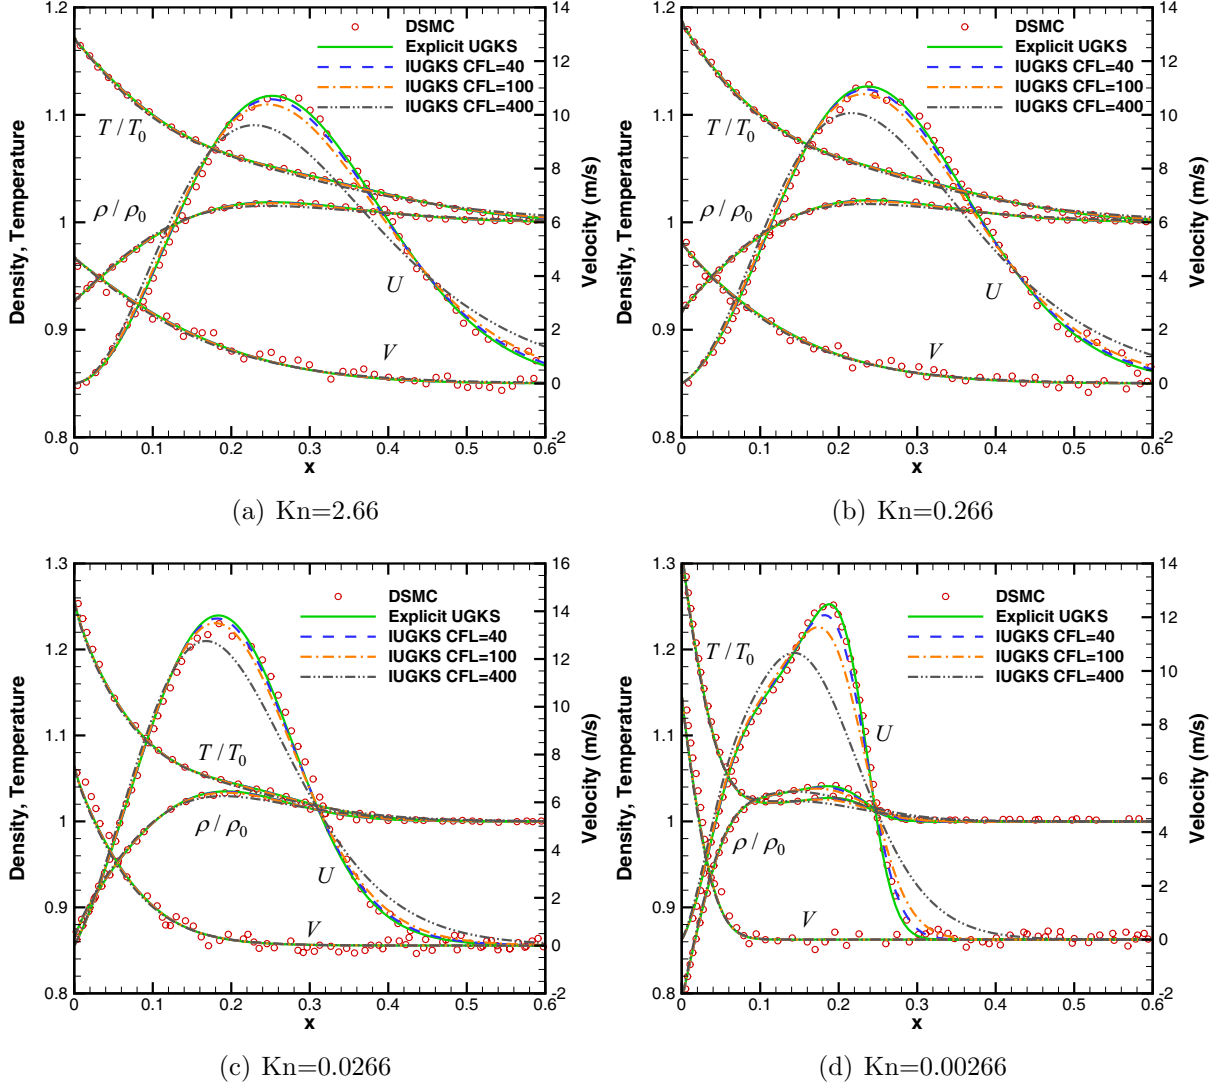 14
12
10
8
6
4
2
0
-2
1.2
1.1
1
0.9
0.8
0
0.1
0.2
0.3
0.4
0.5
0.6
x
Density, Temperature
Velocity (m/s)
DSMC
Explicit UGKS
IUGKS CFL=40
IUGKS CFL=100
IUGKS CFL=400
T / T0
ρ / ρ0
U
V
(a) Kn=2.66
14
12
10
8
6
4
2
0
-2
1.2
1.1
1
0.9
0.8
0
0.1
0.2
0.3
0.4
0.5
0.6
x
Density, Temperature
Velocity (m/s)
DSMC
Explicit UGKS
IUGKS CFL=40
IUGKS CFL=100
IUGKS CFL=400
T / T0
ρ / ρ0
U
V
(b) Kn=0.266
16
14
12
10
8
6
4
2
0
-2
1.3
1.2
1.1
1
0.9
0.8
0
0.1
0.2
0.3
0.4
0.5
0.6
x
Density, Temperature
Velocity (m/s)
DSMC
Explicit UGKS
IUGKS CFL=40
IUGKS CFL=100
IUGKS CFL=400
T / T0
ρ / ρ0
U
V
(c) Kn=0.0266
14
12
10
8
6
4
2
0
-2
1.3
1.2
1.1
1
0.9
0.8
0
0.1
0.2
0.3
0.4
0.5
0.6
x
Density, Temperature
Velocity (m/s)
DSMC
Explicit UGKS
IUGKS CFL=40
IUGKS CFL=100
IUGKS CFL=400
T / T0
ρ / ρ0
U
V
(d) Kn=0.00266